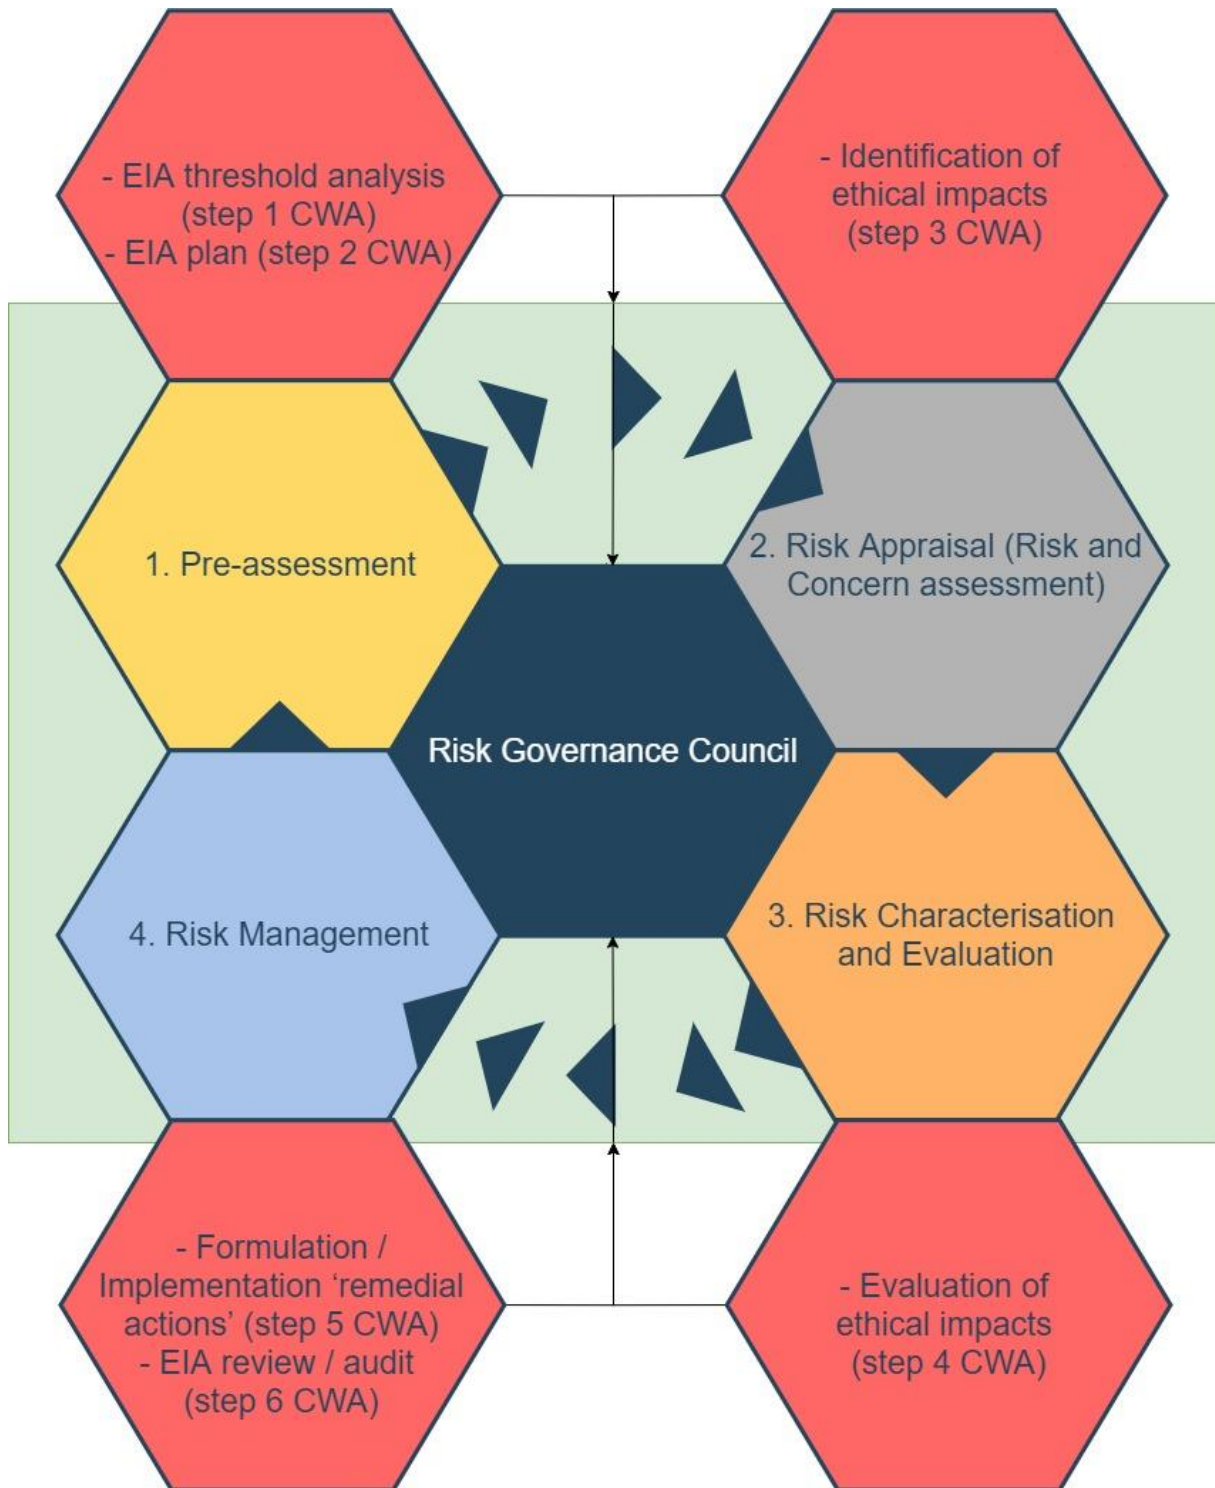 - EIA threshold analysis
(step 1 CWA)
- EIA plan (step 2 CWA)
- Identification of
ethical impacts
(step 3 CWA)
1. Pre-assessment
2. Risk Appraisal (Risk and
Concern assessment)
Risk Governance Council
4. Risk Management
3. Risk Characterisation
and Evaluation
- Formulation /
Implementation ‘remedial
actions’ (step 5 CWA)
- EIA review / audit
(step 6 CWA)
- Evaluation of
ethical impacts
(step 4 CWA)